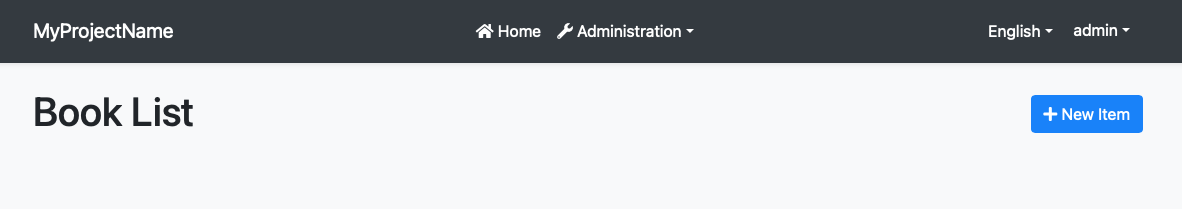 MyProjectName Home Administration English admin
Book List New Item